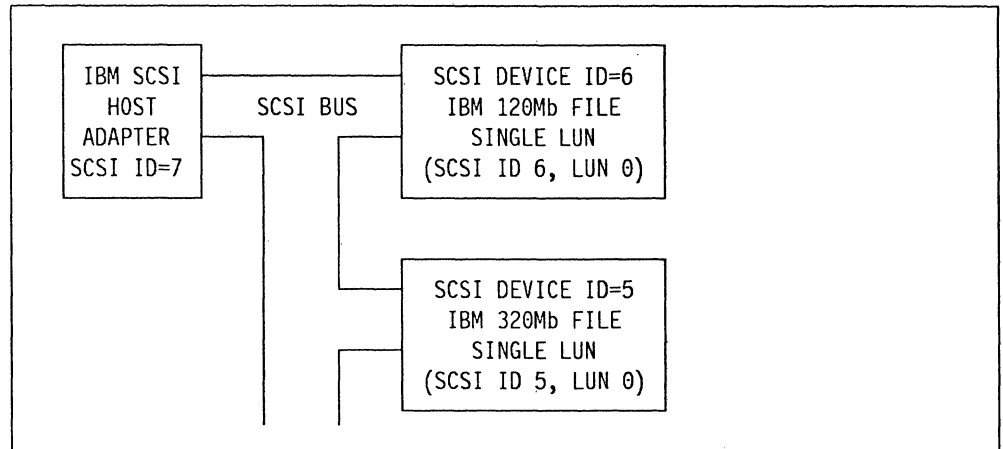 IBM SCSI
HOST
ADAPTER
SCSI ID=7
SCSI BUS
SCSI DEVICE ID=6
IBM 120Mb FILE
SINGLE LUN
(SCSI ID 6, LUN 0)
SCSI DEVICE ID=5
IBM 320Mb FILE
SINGLE LUN
(SCSI ID 5, LUN 0)